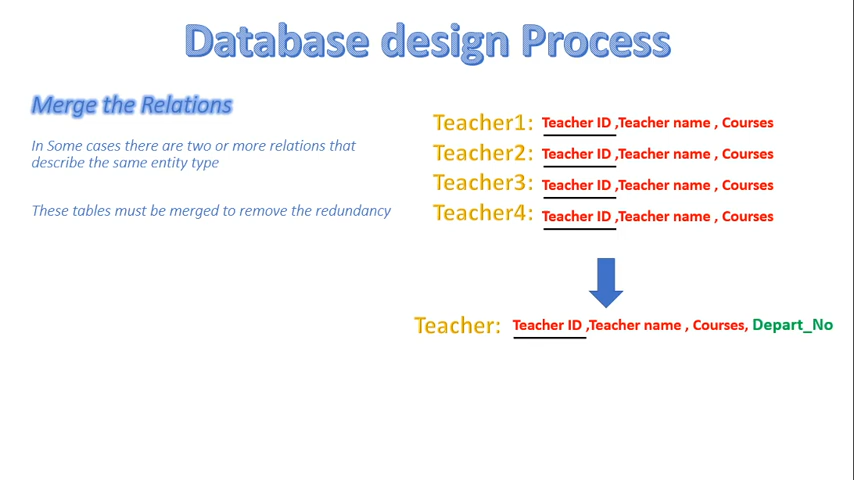 Database design Process
Merge the Relations
In Some cases there are two or more relations that
describe the same entity type
These tables must be merged to remove the redundancy
Teacher1: Teacher ID ,Teacher name , Courses
Teacher2: Teacher ID ,Teacher name , Courses
Teacher3: Teacher ID ,Teacher name , Courses
Teacher4: Teacher ID ,Teacher name , Courses
Teacher: Teacher ID ,Teacher name , Courses, Depart_No